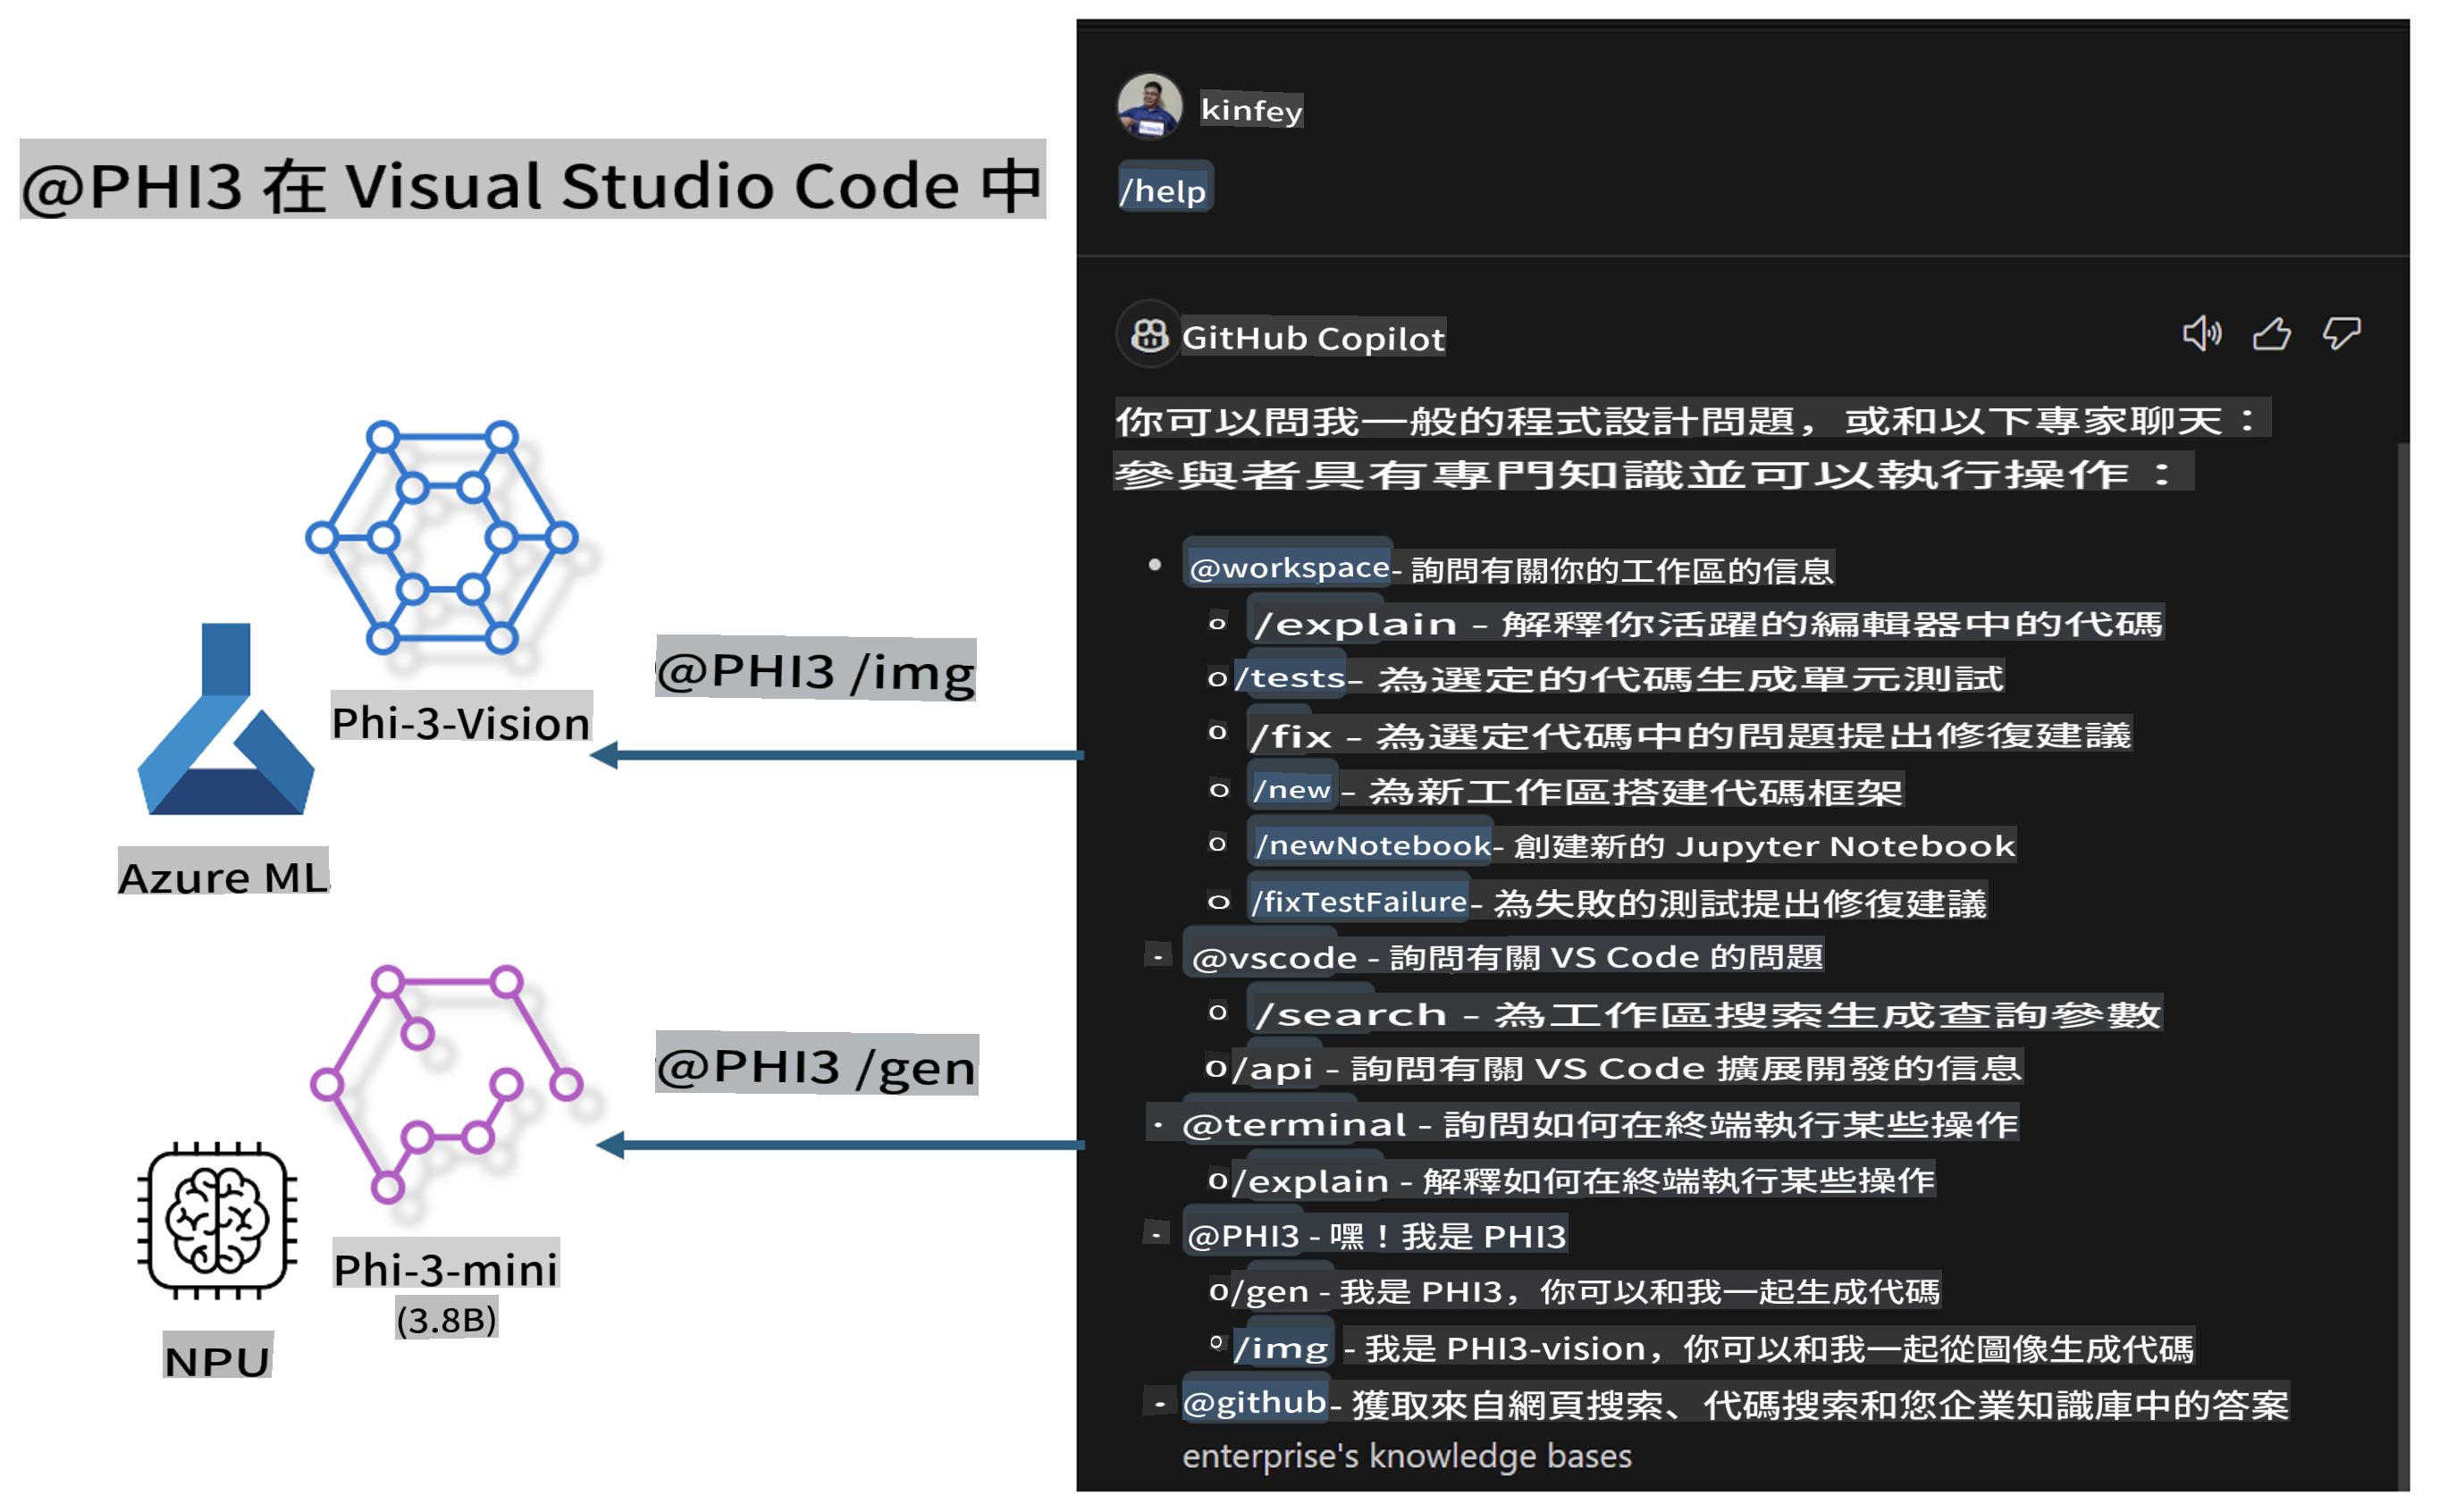 @PHI3 在 Visual Studio Code 中
Phi-3-Vision
@PHI3 /img
Azure ML
@PHI3 /gen
Phi-3-mini
(3.8B)
NPU
kinfey
/help
GitHub Copilot
你可以問我一般的程式設計問題，或和以下專家聊天：
參與者具有專門知識並可以執行操作：
• @workspace- 詢問有關你的工作區的信息
o /explain - 解釋你活躍的編輯器中的代碼
o /tests- 為選定的代碼生成單元測試
o /fix - 為選定代碼中的問題提出修復建議
o /new - 為新工作區搭建代碼框架
o /newNotebook- 創建新的 Jupyter Notebook
o /fixTestFailure- 為失敗的測試提出修復建議
· @vscode - 詢問有關 VS Code 的問題
o /search - 為工作區搜索生成查詢參數
o/api - 詢問有關 VS Code 擴展開發的信息
· @terminal - 詢問如何在終端執行某些操作
o/explain - 解釋如何在終端執行某些操作
· @PHI3 - 嘿！我是 PHI3
o/gen - 我是 PHI3，你可以和我一起生成代碼
o /img - 我是 PHI3-vision，你可以和我一起從圖像生成代碼
· @github- 獲取來自網頁搜索、代碼搜索和您企業知識庫中的答案
enterprise's knowledge bases